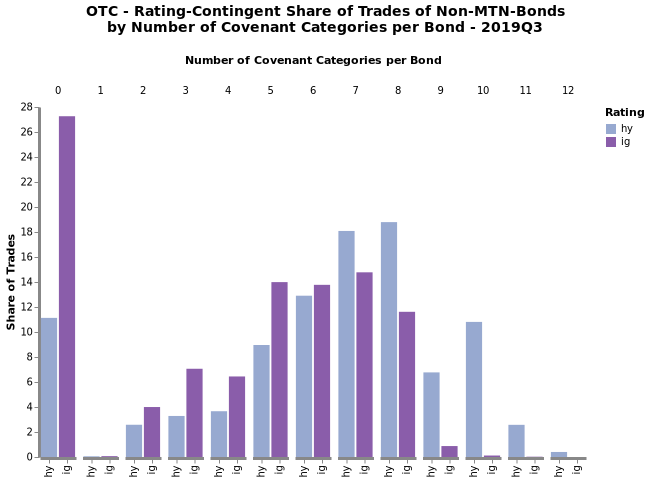 OTC - Rating-Contingent Share of Trades of Non-MTN-Bonds
by Number of Covenant Categories per Bond - 2019Q3
Number of Covenant Categories per Bond
0 1 2 3 4 5 6 7 8 9 10 11 12
Rating
hy
ig
Share of Trades
28
26
24
22
20
18
16
14
12
10
8
6
4
2
0
hy ig hy ig hy ig hy ig hy ig hy ig hy ig hy ig hy ig hy ig hy ig hy ig hy ig